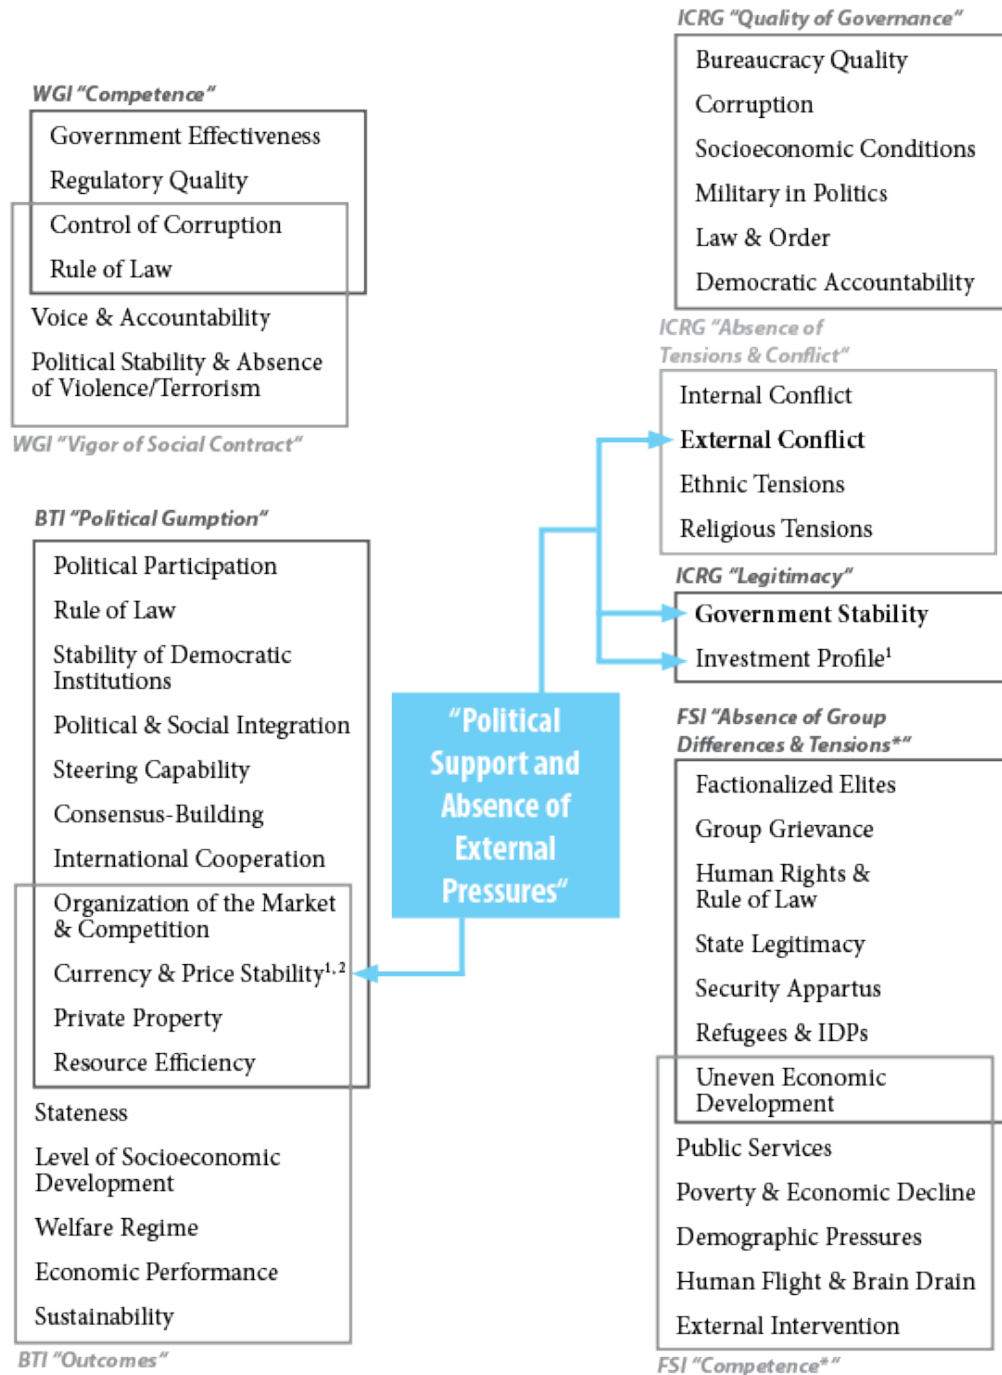 WGI “Competence“
Government Effectiveness
Regulatory Quality
Control of Corruption
Rule of Law
Voice & Accountability
Political Stability & Absence
of Violence/Terrorism
WGI “Vigor of Social Contract“
BTI “Political Gumption“
Political Participation
Rule of Law
Stability of Democratic
Institutions
Political & Social Integration
Steering Capability
Consensus-Building
International Cooperation
Organization of the Market
& Competition
Currency & Price Stability¹,²
Private Property
Resource Efficiency
Stateness
Level of Socioeconomic
Development
Welfare Regime
Economic Performance
Sustainability
BTI “Outcomes“
“Political
Support and
Absence of
External
Pressures“
ICRG “Quality of Governance“
Bureaucracy Quality
Corruption
Socioeconomic Conditions
Military in Politics
Law & Order
Democratic Accountability
ICRG “Absence of
Tensions & Conflict“
Internal Conflict
External Conflict
Ethnic Tensions
Religious Tensions
ICRG “Legitimacy“
Government Stability
Investment Profile¹
FSI “Absence of Group
Differences & Tensions*“
Factionalized Elites
Group Grievance
Human Rights &
Rule of Law
State Legitimacy
Security Appartus
Refugees & IDPs
Uneven Economic
Development
Public Services
Poverty & Economic Decline
Demographic Pressures
Human Flight & Brain Drain
External Intervention
FSI “Competence*“